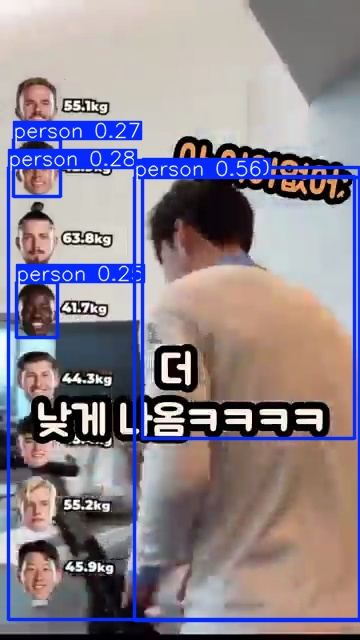 55.1kg
person 0.27
person 0.28
person 0.56
63.8kg
person 0.25
41.7kg
44.3kg
더
낮게 나옴ㅋㅋㅋㅋ
55.2kg
45.9kg